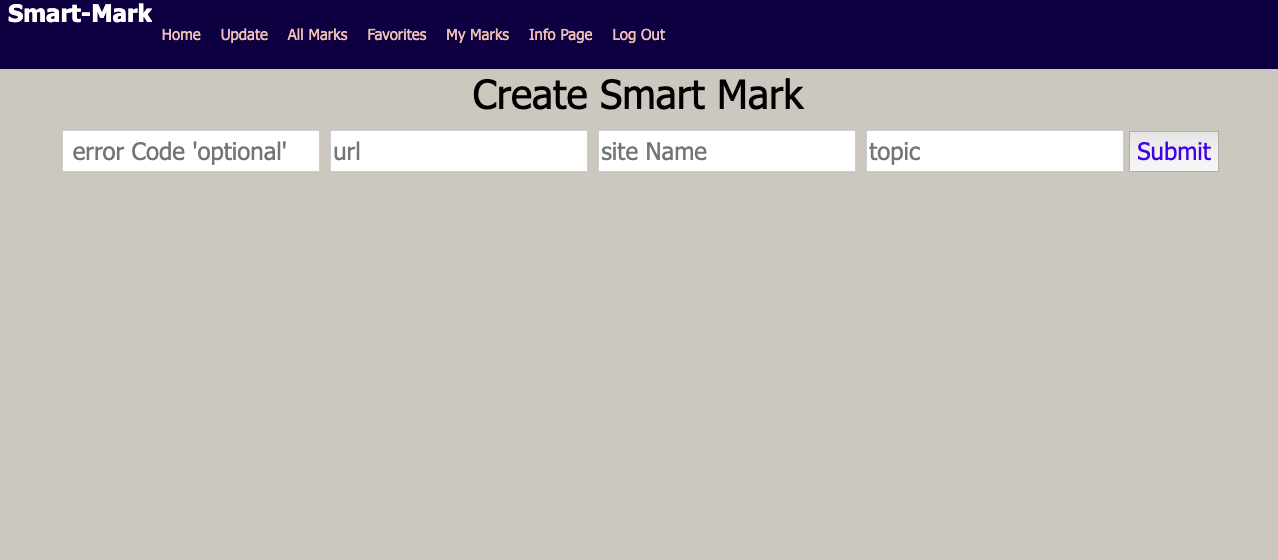 Smart-Mark
Home Update All Marks Favorites My Marks Info Page Log Out
Create Smart Mark
error Code 'optional' url site Name topic Submit